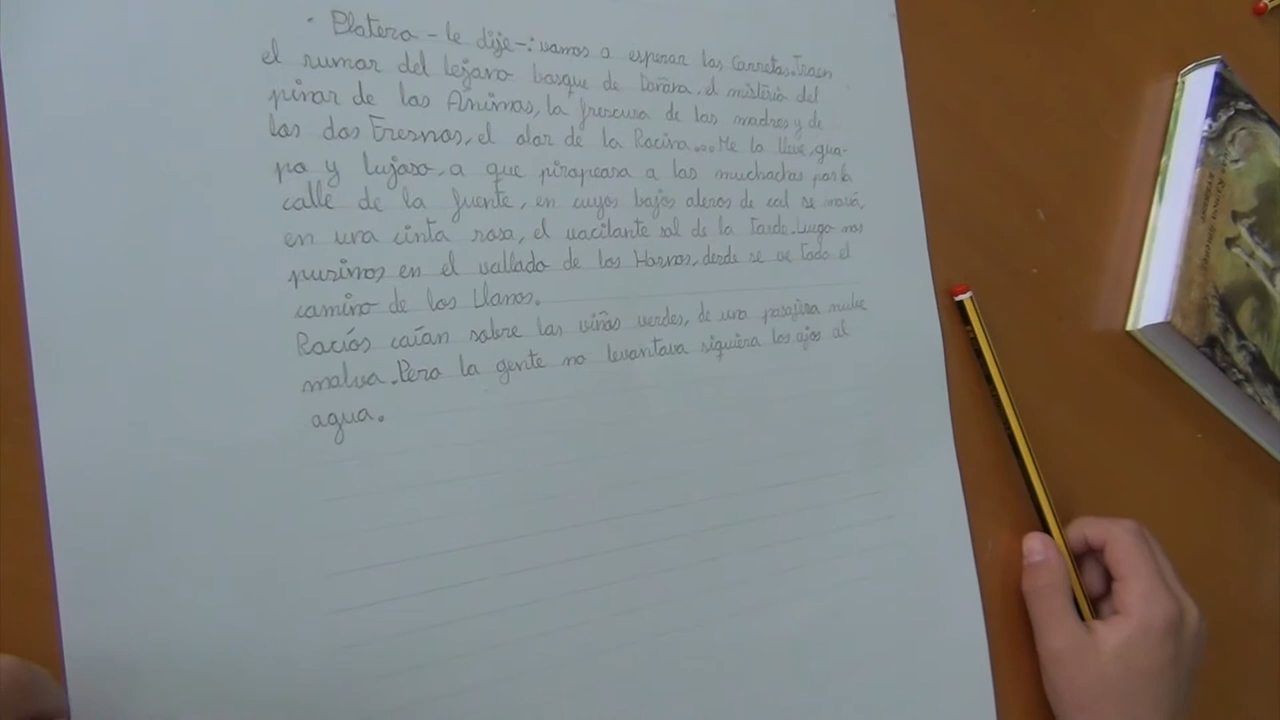 Platero - le dije -: vamos a esperar las Carretas. Traen
el rumor del lejano bosque de Doñana, el misterio del
pinar de las Animas, la frescura de las madres y de
los dos Fresnos, el olor de la Rocina... Me lo llevé, gua-
po y lujoso, a que piropeara a las muchachas por la
calle de la fuente, en cuyos bajos aleros de cal se moría,
en una cinta rosa, el vacilante sol de la Tarde. Luego nos
pusimos en el vallado de los Hornos, desde se ve Todo el
camino de los Llanos.
Racíos caían sobre las viñas verdes, de una pasajera nube
malva. Pero la gente no levantava siquiera los ojos al
agua.